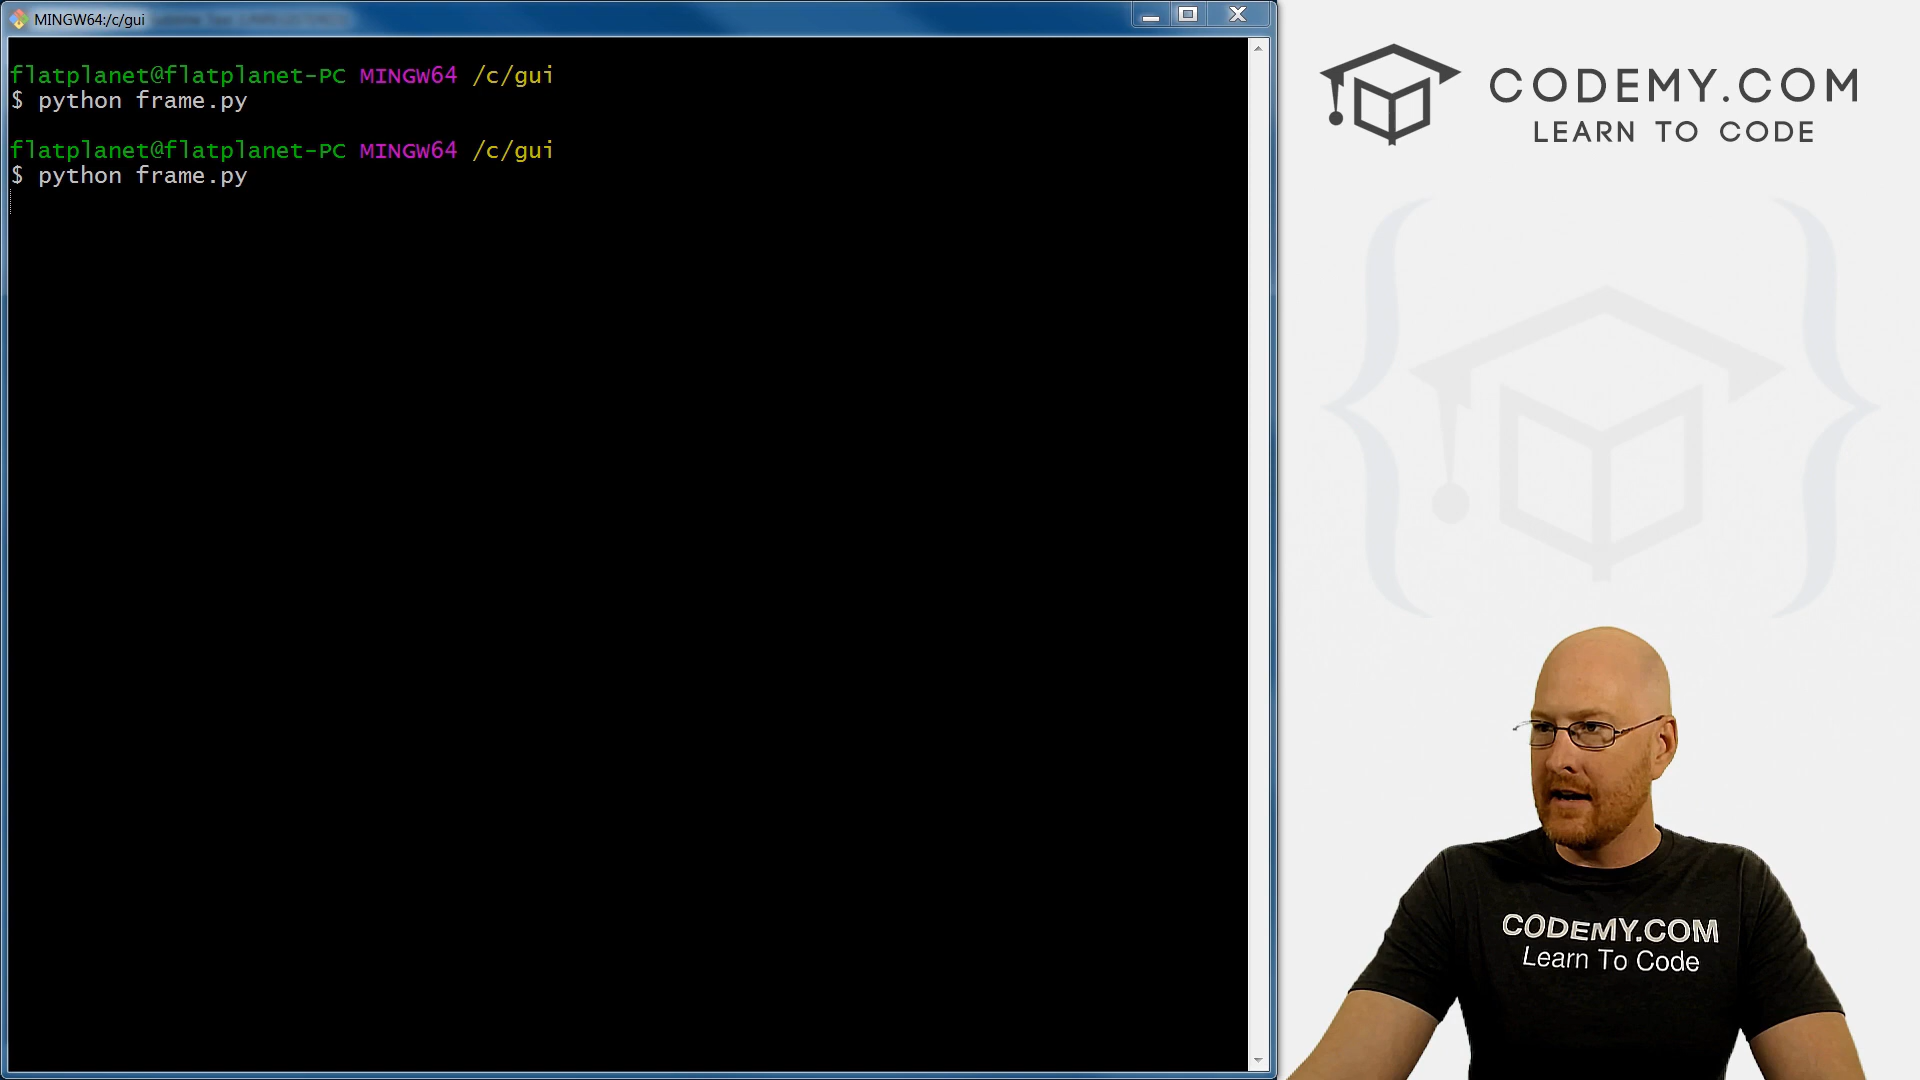 MINGW64:/c/gui
flatplanet@flatplanet-PC MINGW64 /c/gui
$ python frame.py
flatplanet@flatplanet-PC MINGW64 /c/gui
$ python frame.py
CODEMY.COM
LEARN TO CODE
CODEMY.COM
Learn To Code